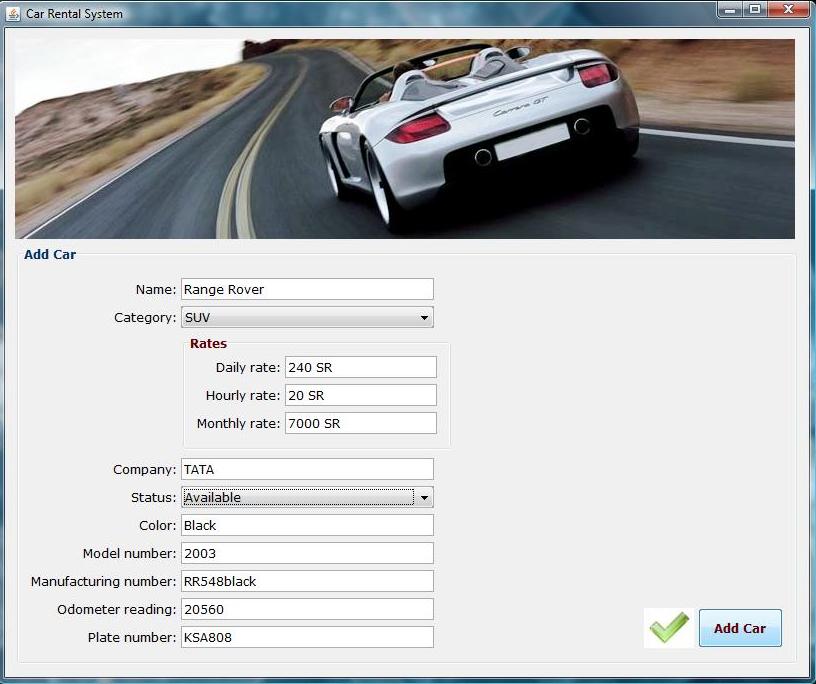 Car Rental System
Carrera GT
Add Car
Name: Range Rover
Category: SUV
Rates
Daily rate: 240 SR
Hourly rate: 20 SR
Monthly rate: 7000 SR
Company: TATA
Status: Available
Color: Black
Model number: 2003
Manufacturing number: RR548black
Odometer reading: 20560
Plate number: KSA808
Add Car